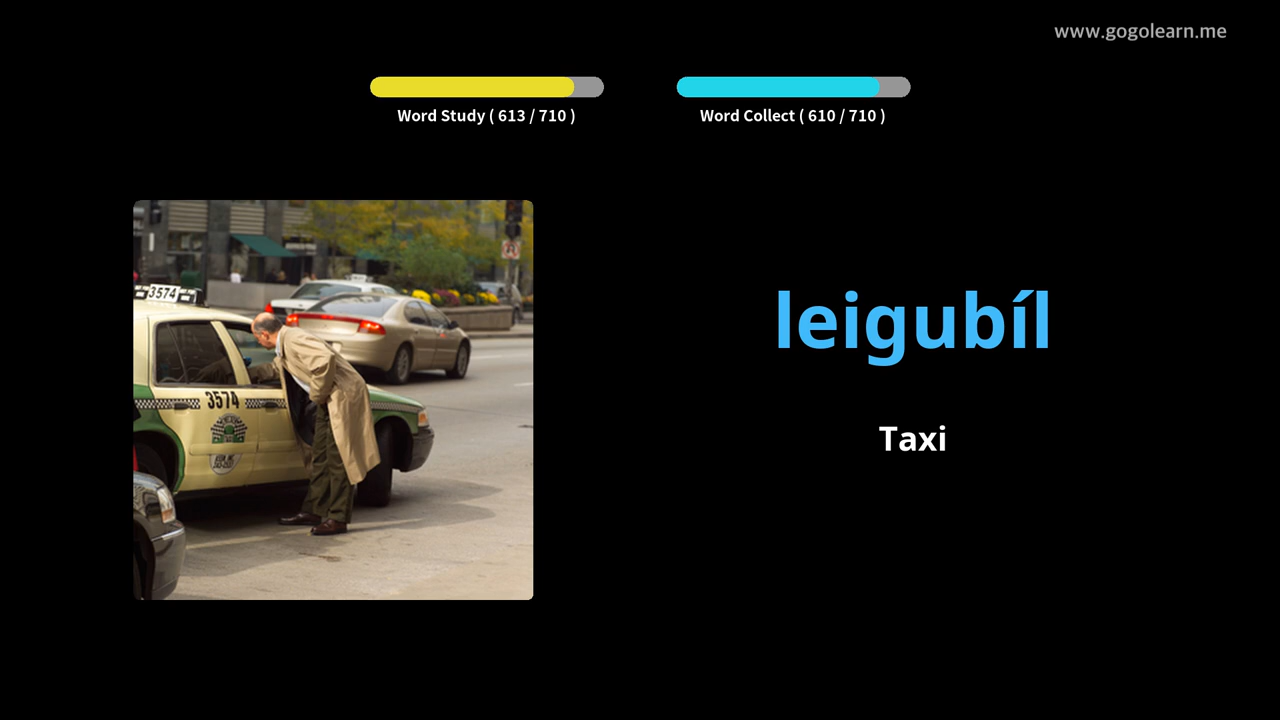 www.gogolearn.me
Word Study ( 613 / 710 )
Word Collect ( 610 / 710 )
leigubíl
Taxi
3574
3574